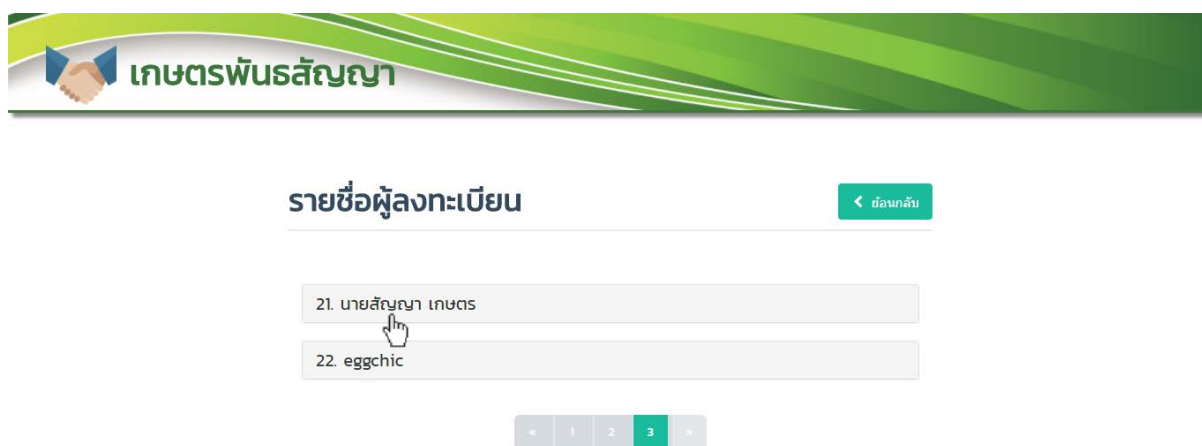 เกษตรพันธสัญญา
รายชื่อผู้ลงทะเบียน
ย้อนกลับ
21. นายสัญญา เกษตร
22. eggchic
« 1 2 3 »